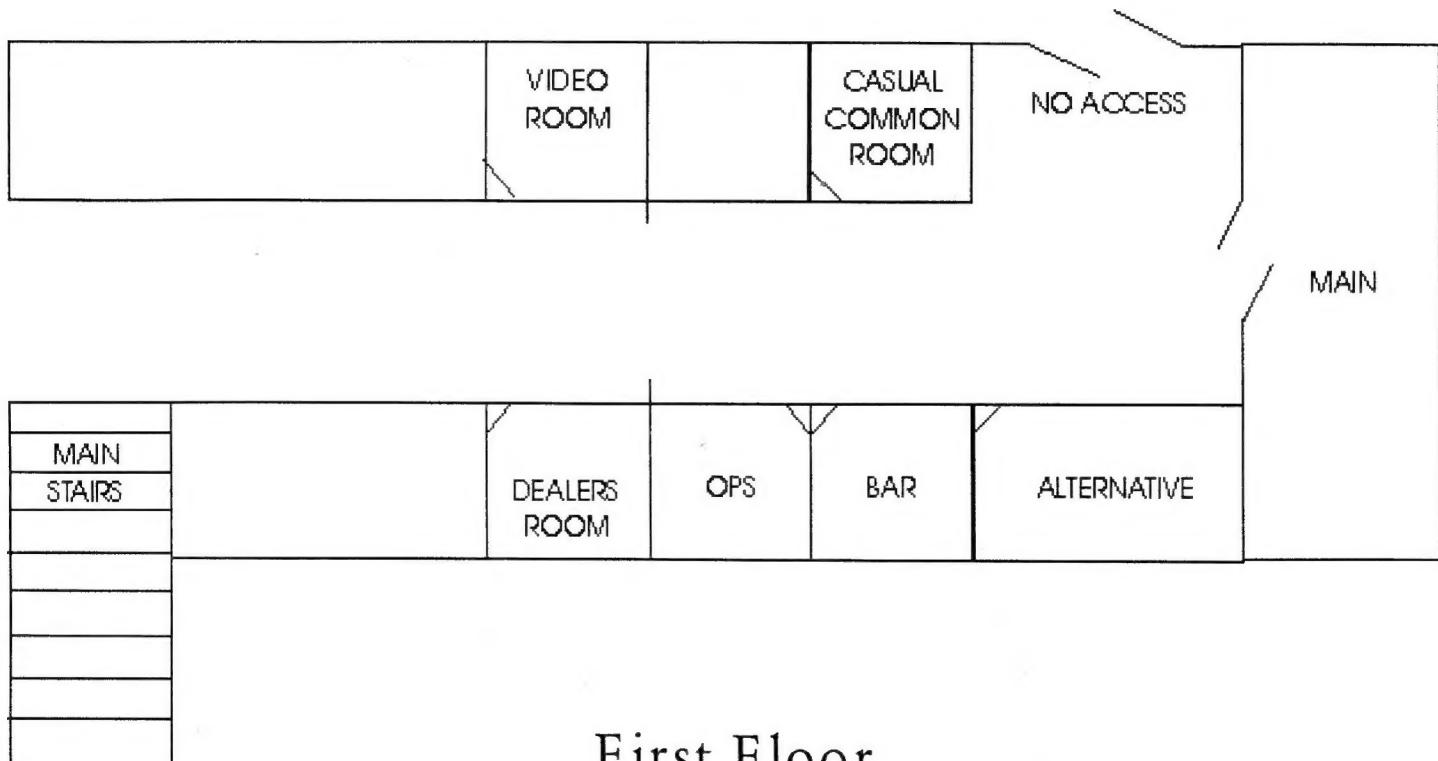 VIDEO
ROOM
CASUAL
COMMON
ROOM
NO ACCESS
MAIN
MAIN
STAIRS
DEALERS
ROOM
OPS
BAR
ALTERNATIVE
First Floor